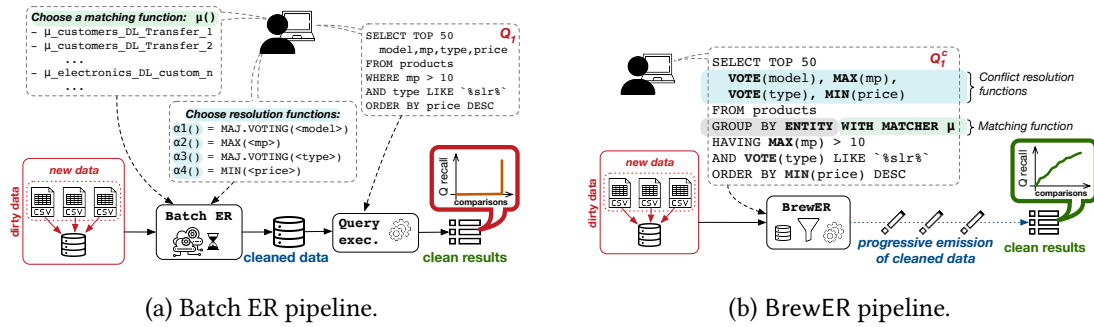 Choose a matching function: μ()
- μ_customers_DL_Transfer_1
- μ_customers_DL_Transfer_2
...
- μ_electronics_DL_custom_n
...
Q1
SELECT TOP 50
model,mp,type,price
FROM products
WHERE mp > 10
AND type LIKE `%slr%`
ORDER BY price DESC
Choose resolution functions:
α1() = MAJ.VOTING(<model>)
α2() = MAX(<mp>)
α3() = MAJ.VOTING(<type>)
α4() = MIN(<price>)
dirty data
new data
CSV
CSV
CSV
Batch ER
cleaned data
Query
exec.
Q recall
comparisons
clean results
(a) Batch ER pipeline.
Q1^C
SELECT TOP 50
VOTE(model), MAX(mp),
VOTE(type), MIN(price)
FROM products
GROUP BY ENTITY WITH MATCHER μ
HAVING MAX(mp) > 10
AND VOTE(type) LIKE `%slr%`
ORDER BY MIN(price) DESC
Conflict resolution
functions
Matching function
dirty data
new data
CSV
CSV
CSV
BrewER
progressive emission
of cleaned data
Q recall
comparisons
clean results
(b) BrewER pipeline.